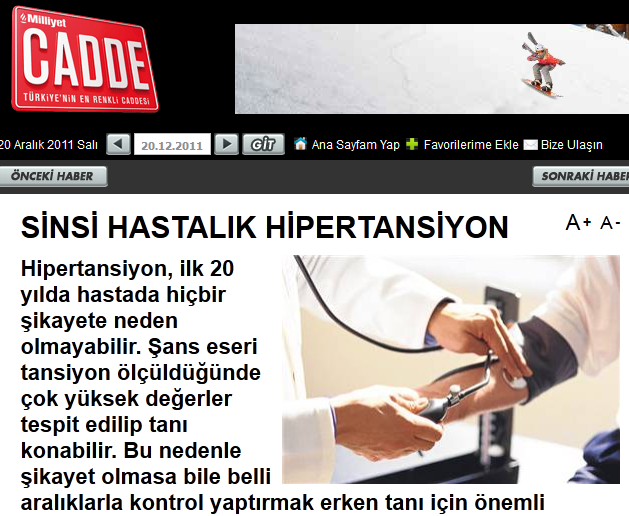 Milliyet
CADDE
TÜRKİYE'NİN EN RENKLİ CADDESİ
20 Aralık 2011 Salı 20.12.2011 GİT Ana Sayfam Yap Favorilerime Ekle Bize Ulaşın
ÖNCEKİ HABER SONRAKİ HABER
SİNSİ HASTALIK HİPERTANSİYON A+ A-
Hipertansiyon, ilk 20
yılda hastada hiçbir
şikayete neden
olmayabilir. Şans eseri
tansiyon ölçüldüğünde
çok yüksek değerler
tespit edilip tanı
konabilir. Bu nedenle
şikayet olmasa bile belli
aralıklarla kontrol yaptırmak erken tanı için önemli